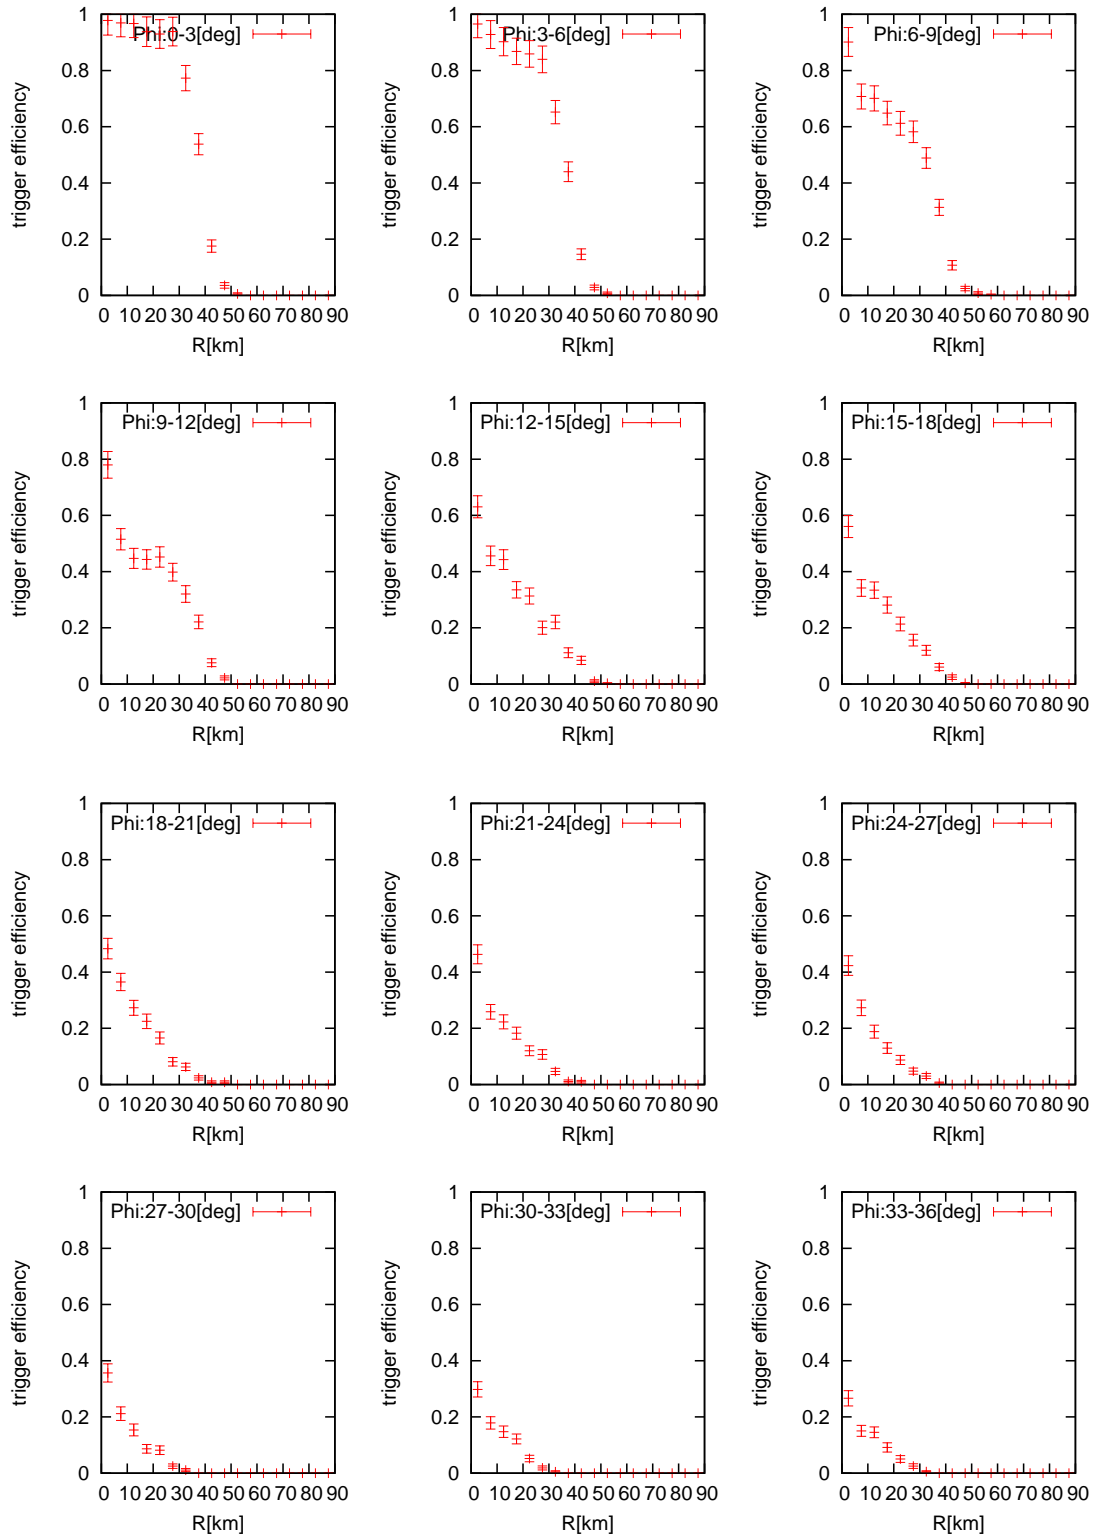 1
0.8
0.6
0.4
0.2
0
trigger efficiency
Phi:0-3[deg]
0 10 20 30 40 50 60 70 80 90
R[km]
1
0.8
0.6
0.4
0.2
0
trigger efficiency
Phi:3-6[deg]
0 10 20 30 40 50 60 70 80 90
R[km]
1
0.8
0.6
0.4
0.2
0
trigger efficiency
Phi:6-9[deg]
0 10 20 30 40 50 60 70 80 90
R[km]
1
0.8
0.6
0.4
0.2
0
trigger efficiency
Phi:9-12[deg]
0 10 20 30 40 50 60 70 80 90
R[km]
1
0.8
0.6
0.4
0.2
0
trigger efficiency
Phi:12-15[deg]
0 10 20 30 40 50 60 70 80 90
R[km]
1
0.8
0.6
0.4
0.2
0
trigger efficiency
Phi:15-18[deg]
0 10 20 30 40 50 60 70 80 90
R[km]
1
0.8
0.6
0.4
0.2
0
trigger efficiency
Phi:18-21[deg]
0 10 20 30 40 50 60 70 80 90
R[km]
1
0.8
0.6
0.4
0.2
0
trigger efficiency
Phi:21-24[deg]
0 10 20 30 40 50 60 70 80 90
R[km]
1
0.8
0.6
0.4
0.2
0
trigger efficiency
Phi:24-27[deg]
0 10 20 30 40 50 60 70 80 90
R[km]
1
0.8
0.6
0.4
0.2
0
trigger efficiency
Phi:27-30[deg]
0 10 20 30 40 50 60 70 80 90
R[km]
1
0.8
0.6
0.4
0.2
0
trigger efficiency
Phi:30-33[deg]
0 10 20 30 40 50 60 70 80 90
R[km]
1
0.8
0.6
0.4
0.2
0
trigger efficiency
Phi:33-36[deg]
0 10 20 30 40 50 60 70 80 90
R[km]